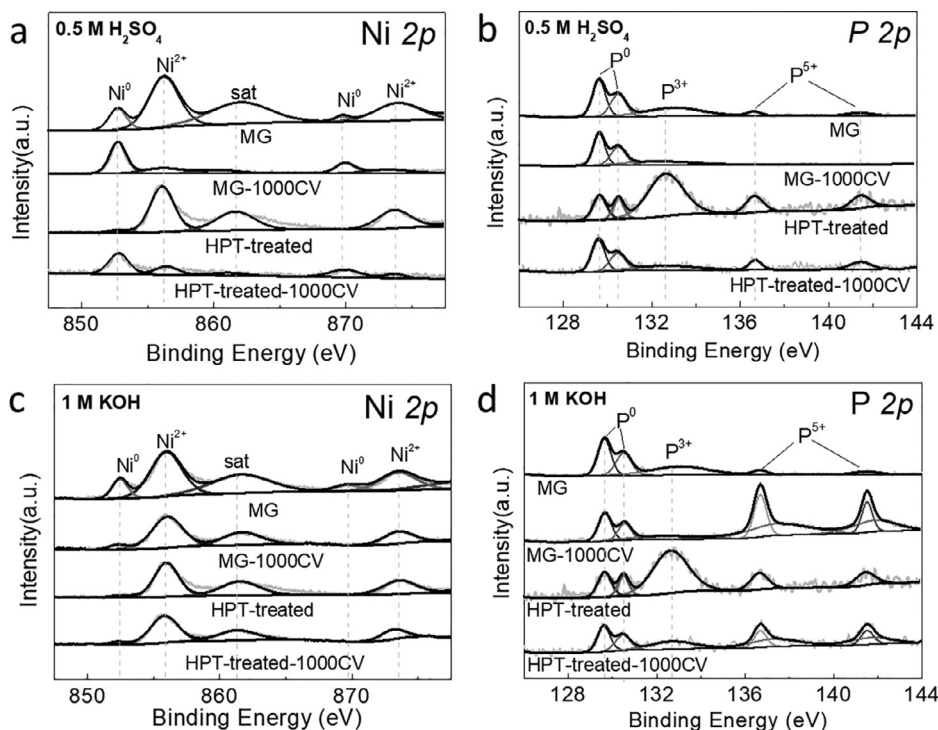 a
0.5 M H₂SO₄
Ni 2p
Ni⁰
Ni²⁺
sat
Ni⁰
Ni²⁺
MG
MG-1000CV
HPT-treated
HPT-treated-1000CV
850
860
870
Binding Energy (eV)
Intensity(a.u.)
b
0.5 M H₂SO₄
P 2p
P⁰
P³⁺
P⁵⁺
MG
MG-1000CV
HPT-treated
HPT-treated-1000CV
128
132
136
140
144
Binding Energy (eV)
Intensity(a.u.)
c
1 M KOH
Ni 2p
Ni⁰
Ni²⁺
sat
Ni⁰
Ni²⁺
MG
MG-1000CV
HPT-treated
HPT-treated-1000CV
850
860
870
Binding Energy (eV)
Intensity(a.u.)
d
1 M KOH
P 2p
P⁰
P³⁺
P⁵⁺
MG
MG-1000CV
HPT-treated
HPT-treated-1000CV
128
132
136
140
144
Binding Energy (eV)
Intensity(a.u.)